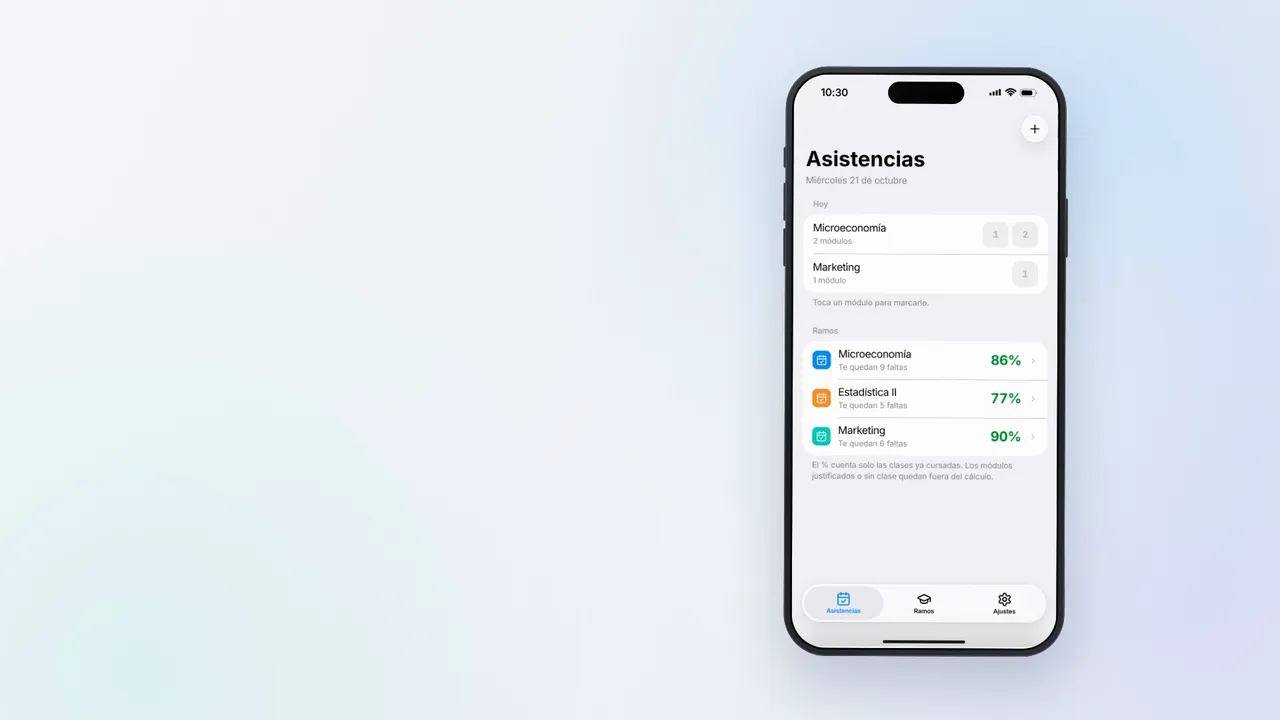 10:30
Asistencias
Miércoles 21 de octubre
Hoy
Microeconomía
2 módulos
1
2
Marketing
1 módulo
1
Toca un módulo para marcarlo.
Ramos
Microeconomía
Te quedan 9 faltas
86%
Estadística II
Te quedan 5 faltas
77%
Marketing
Te quedan 6 faltas
90%
El % cuenta solo las clases ya cursadas. Los módulos
justificados o sin clase quedan fuera del cálculo.
Asistencias
Ramos
Ajustes